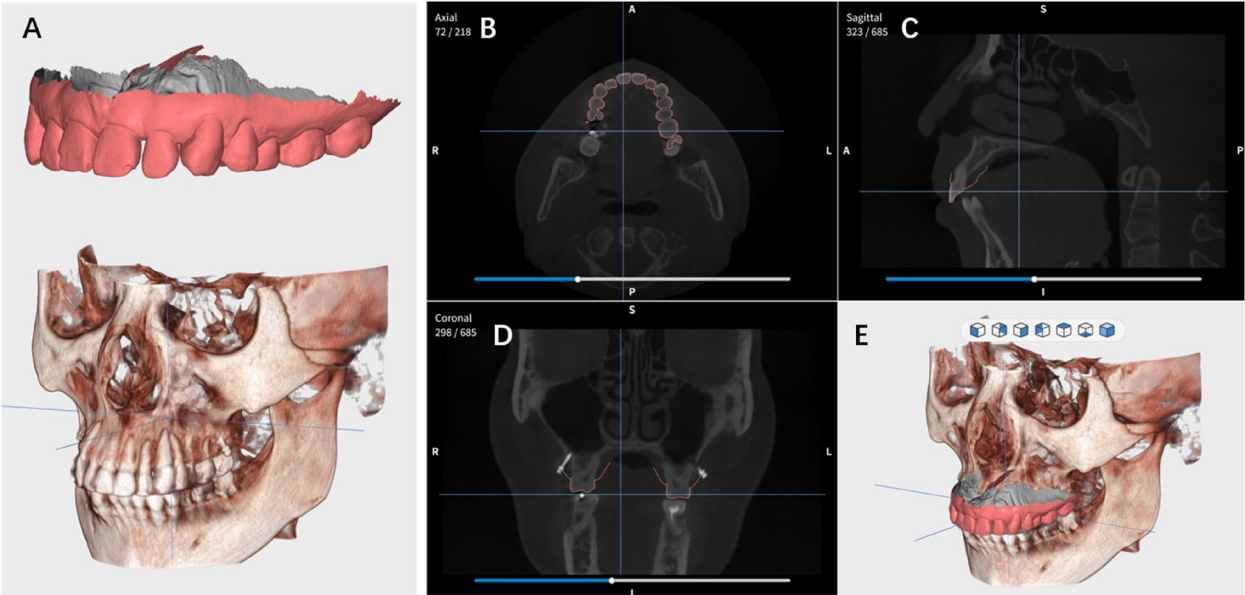 A
Axial
72 / 218
B
A
R
L
P
Sagittal
323 / 685
C
S
A
P
I
Coronal
298 / 685
D
S
R
L
I
E